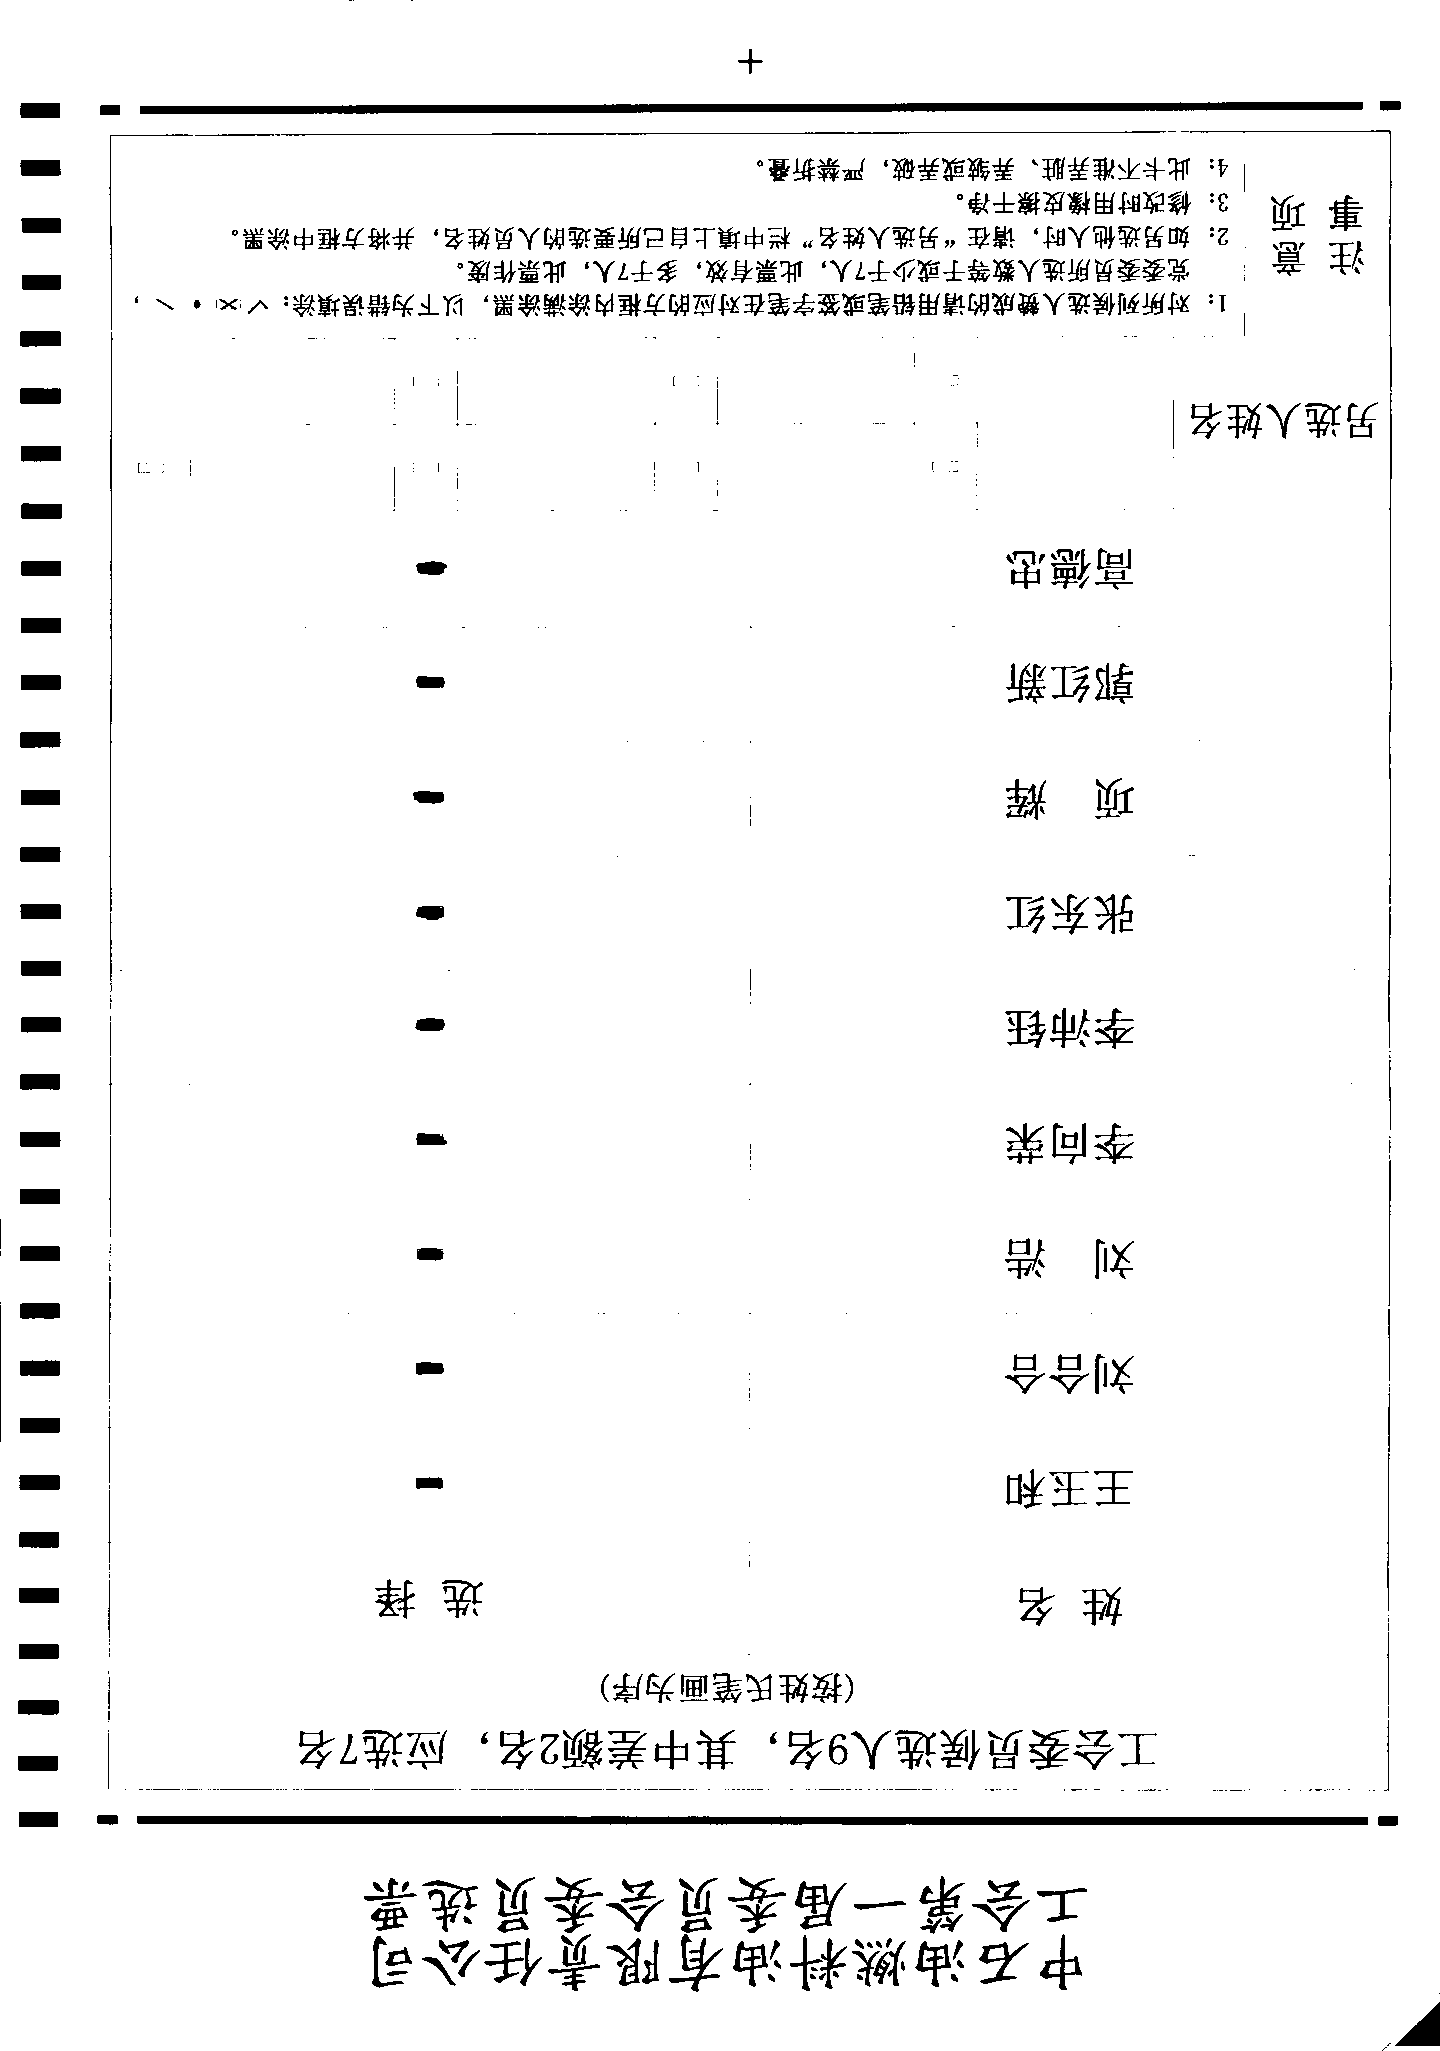 中石油燃料油有限责任公司
工会第一届委员会委员选票
工会委员候选人9名，其中差额2名，应选7名
(按姓氏笔画为序)
姓 名 选 择
王玉和
刘合合
刘 浩
李向荣
李沛钰
张东红
项 辉
郭红新
高德忠
另选人姓名
注意
事项
1：对所列候选人赞成的请用铅笔或签字笔在对应的方框内涂满涂黑，以下为错误填涂：
党委委员所选人数等于或少于7人，此票有效，多于7人，此票作废。
2：如另选他人时，请在“另选人姓名”栏中填上自己所要选的人员姓名，并将方框中涂黑。
3：修改时用橡皮擦干净。
4：此卡不准弄脏、弄皱或弄破，严禁折叠。